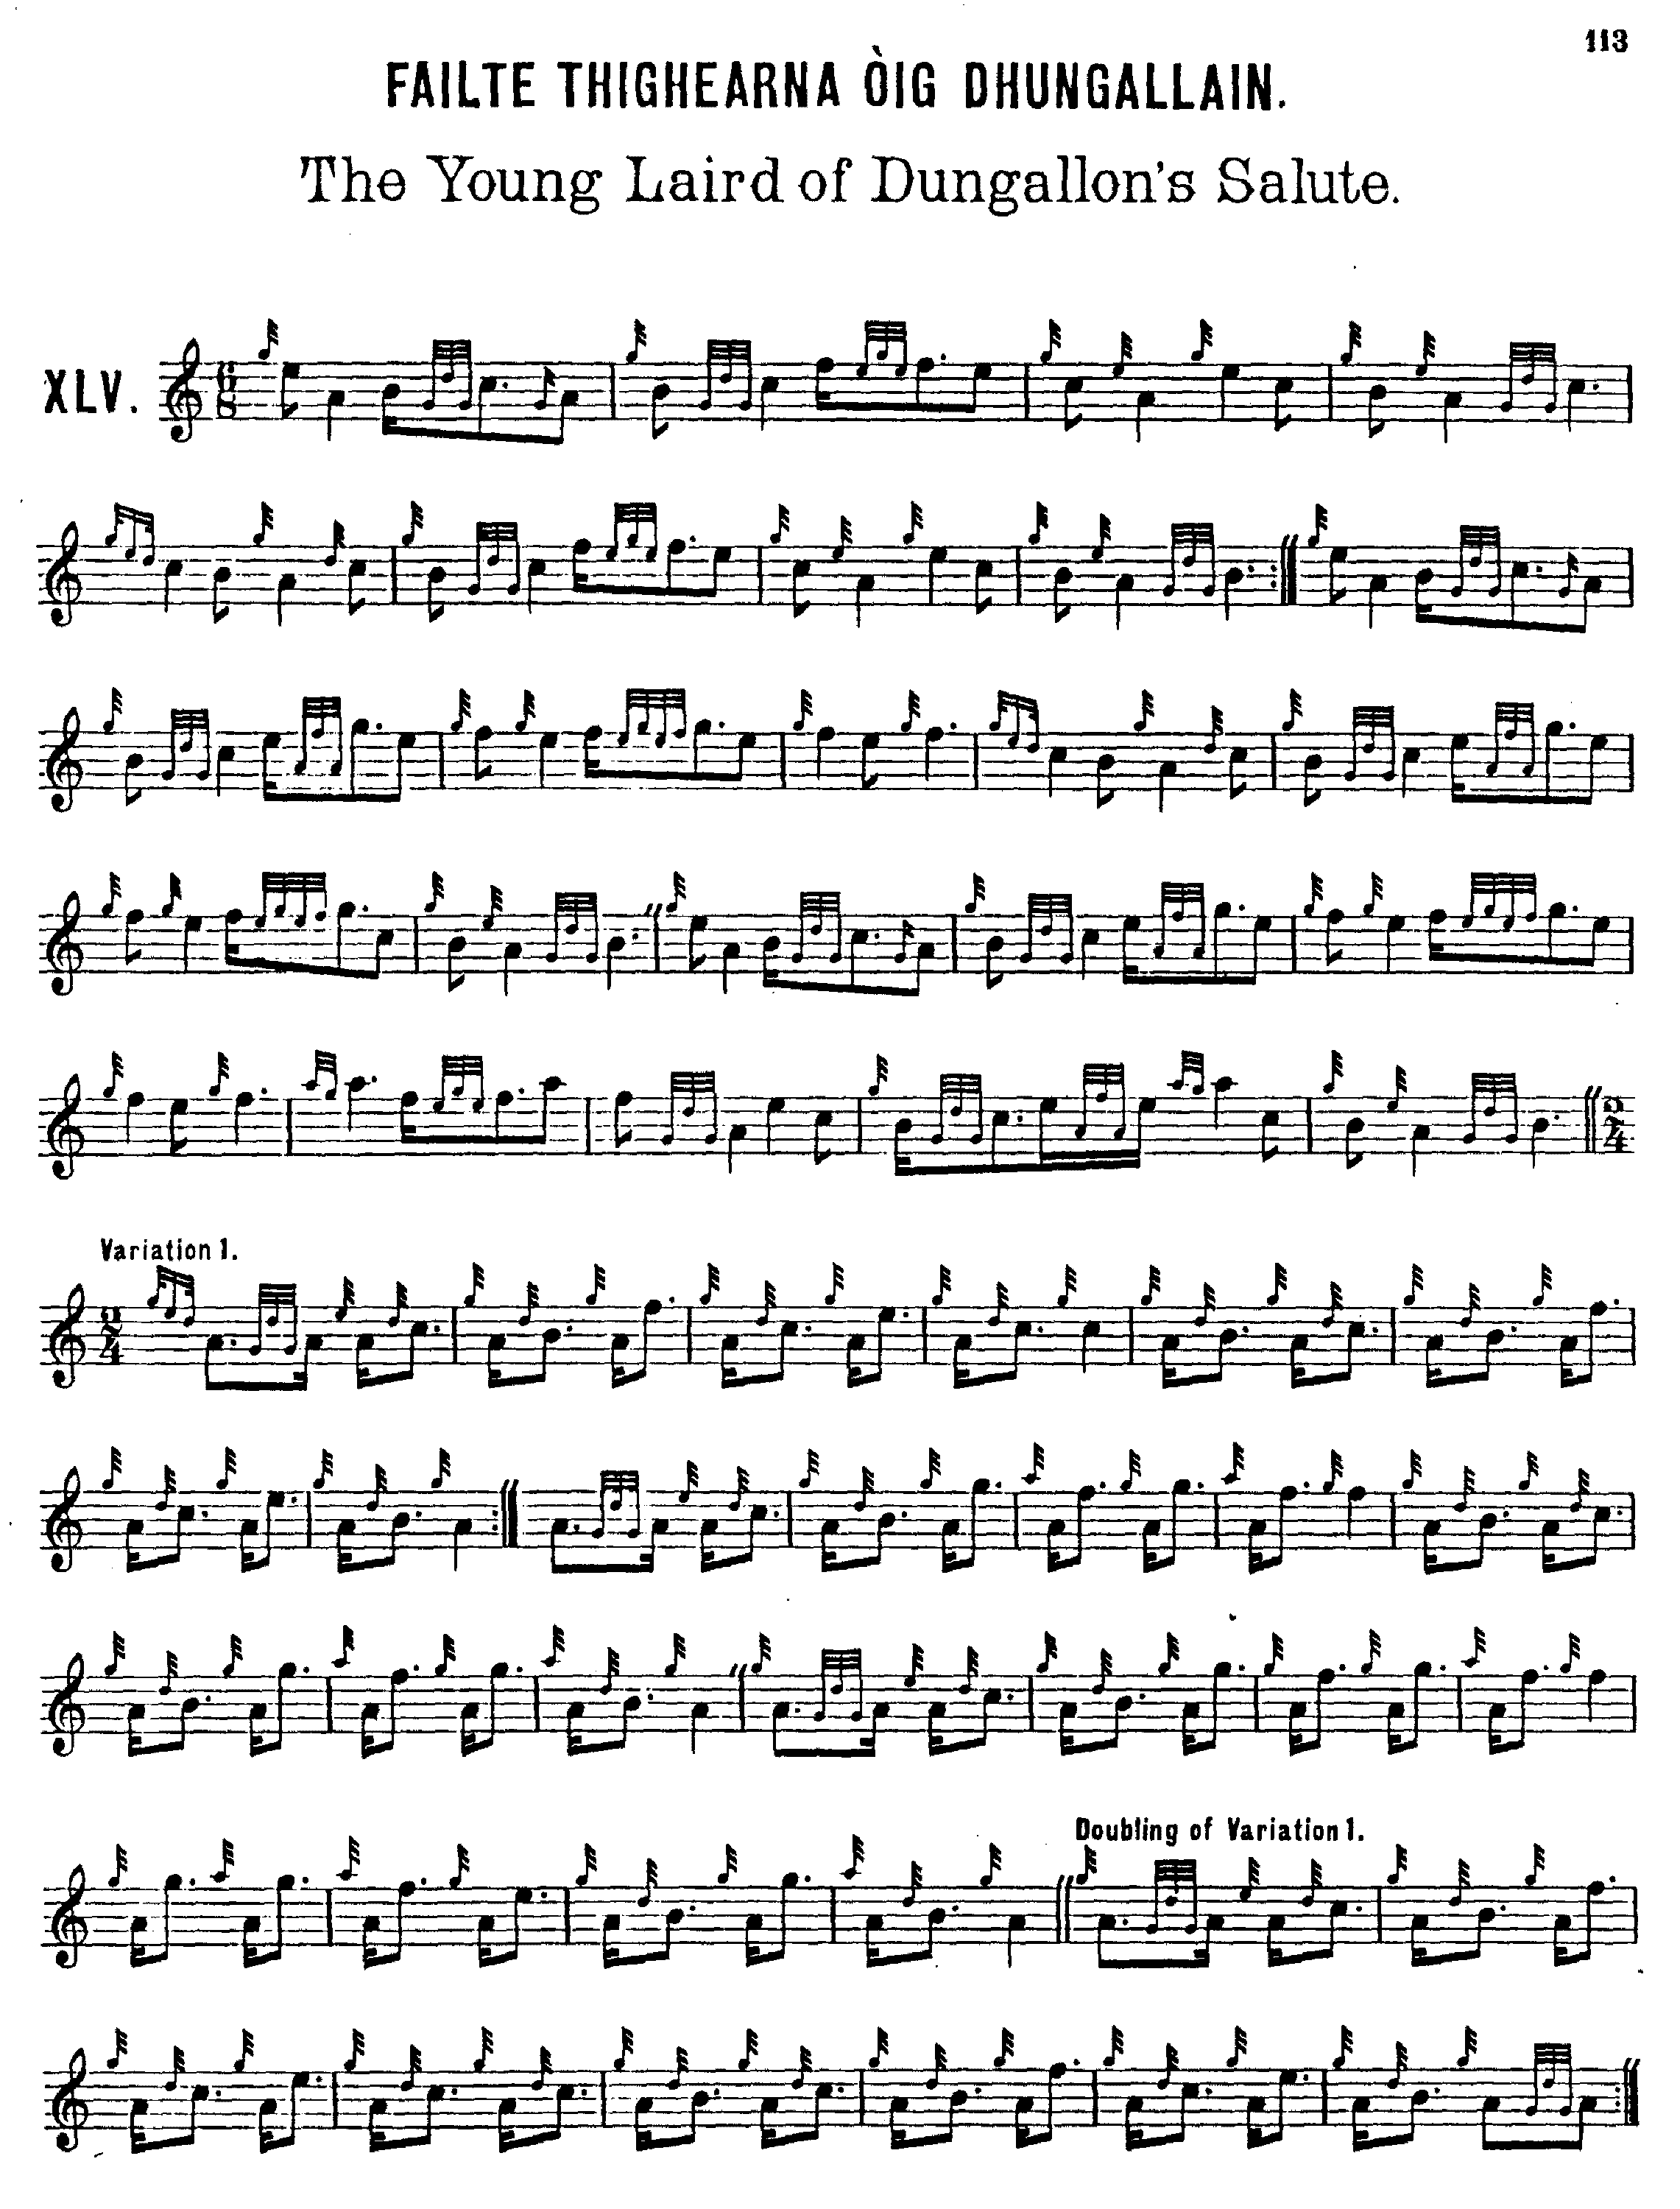 113
FAILTE THIGHEARNA ÒIG DHUNGALLAIN.
The Young Laird of Dungallon's Salute.
XLV.
Variation 1.
Doubling of Variation 1.